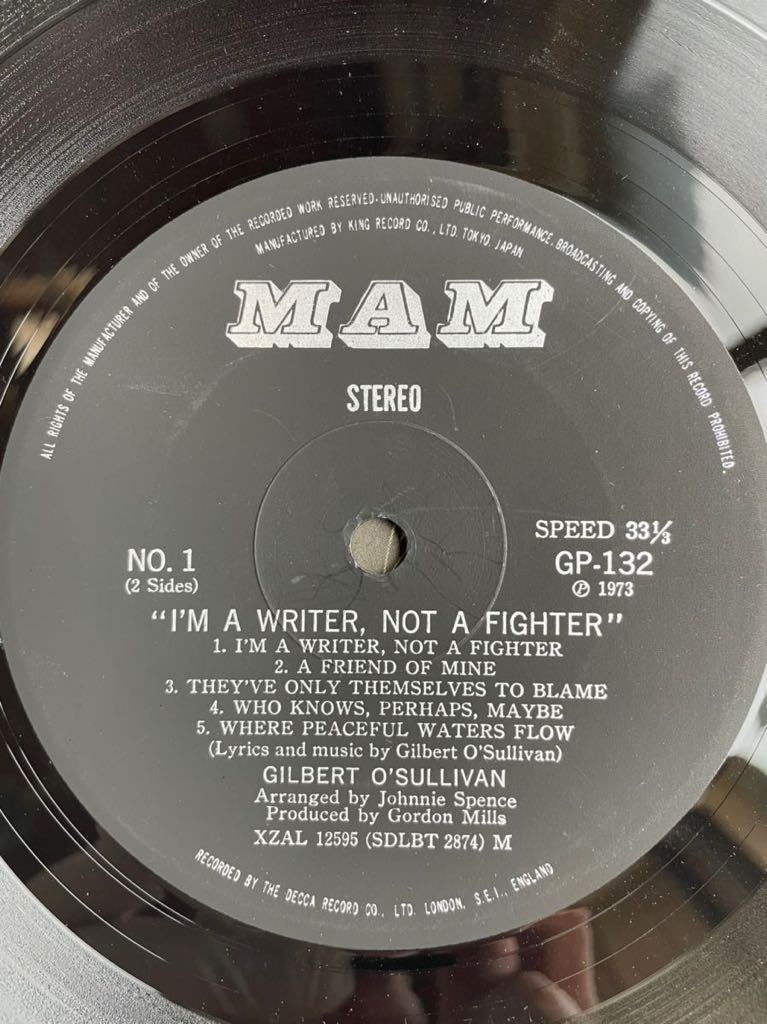 ALL RIGHTS OF THE MANUFACTURER AND OF THE OWNER OF THE RECORDED WORK RESERVED·UNAUTHORISED PUBLIC PERFORMANCE, BROADCASTING AND COPYING OF THIS RECORD PROHIBITED.
MANUFACTURED BY KING RECORD CO., LTD. TOKYO, JAPAN
MAM
STEREO
NO. 1
(2 Sides)
SPEED 33⅓
GP-132
℗ 1973
"I'M A WRITER, NOT A FIGHTER"
1. I'M A WRITER, NOT A FIGHTER
2. A FRIEND OF MINE
3. THEY'VE ONLY THEMSELVES TO BLAME
4. WHO KNOWS, PERHAPS, MAYBE
5. WHERE PEACEFUL WATERS FLOW
(Lyrics and music by Gilbert O'Sullivan)
GILBERT O'SULLIVAN
Arranged by Johnnie Spence
Produced by Gordon Mills
XZAL 12595 (SDLBT 2874) M
RECORDED BY THE DECCA RECORD CO., LTD. LONDON, S.E.I., ENGLAND